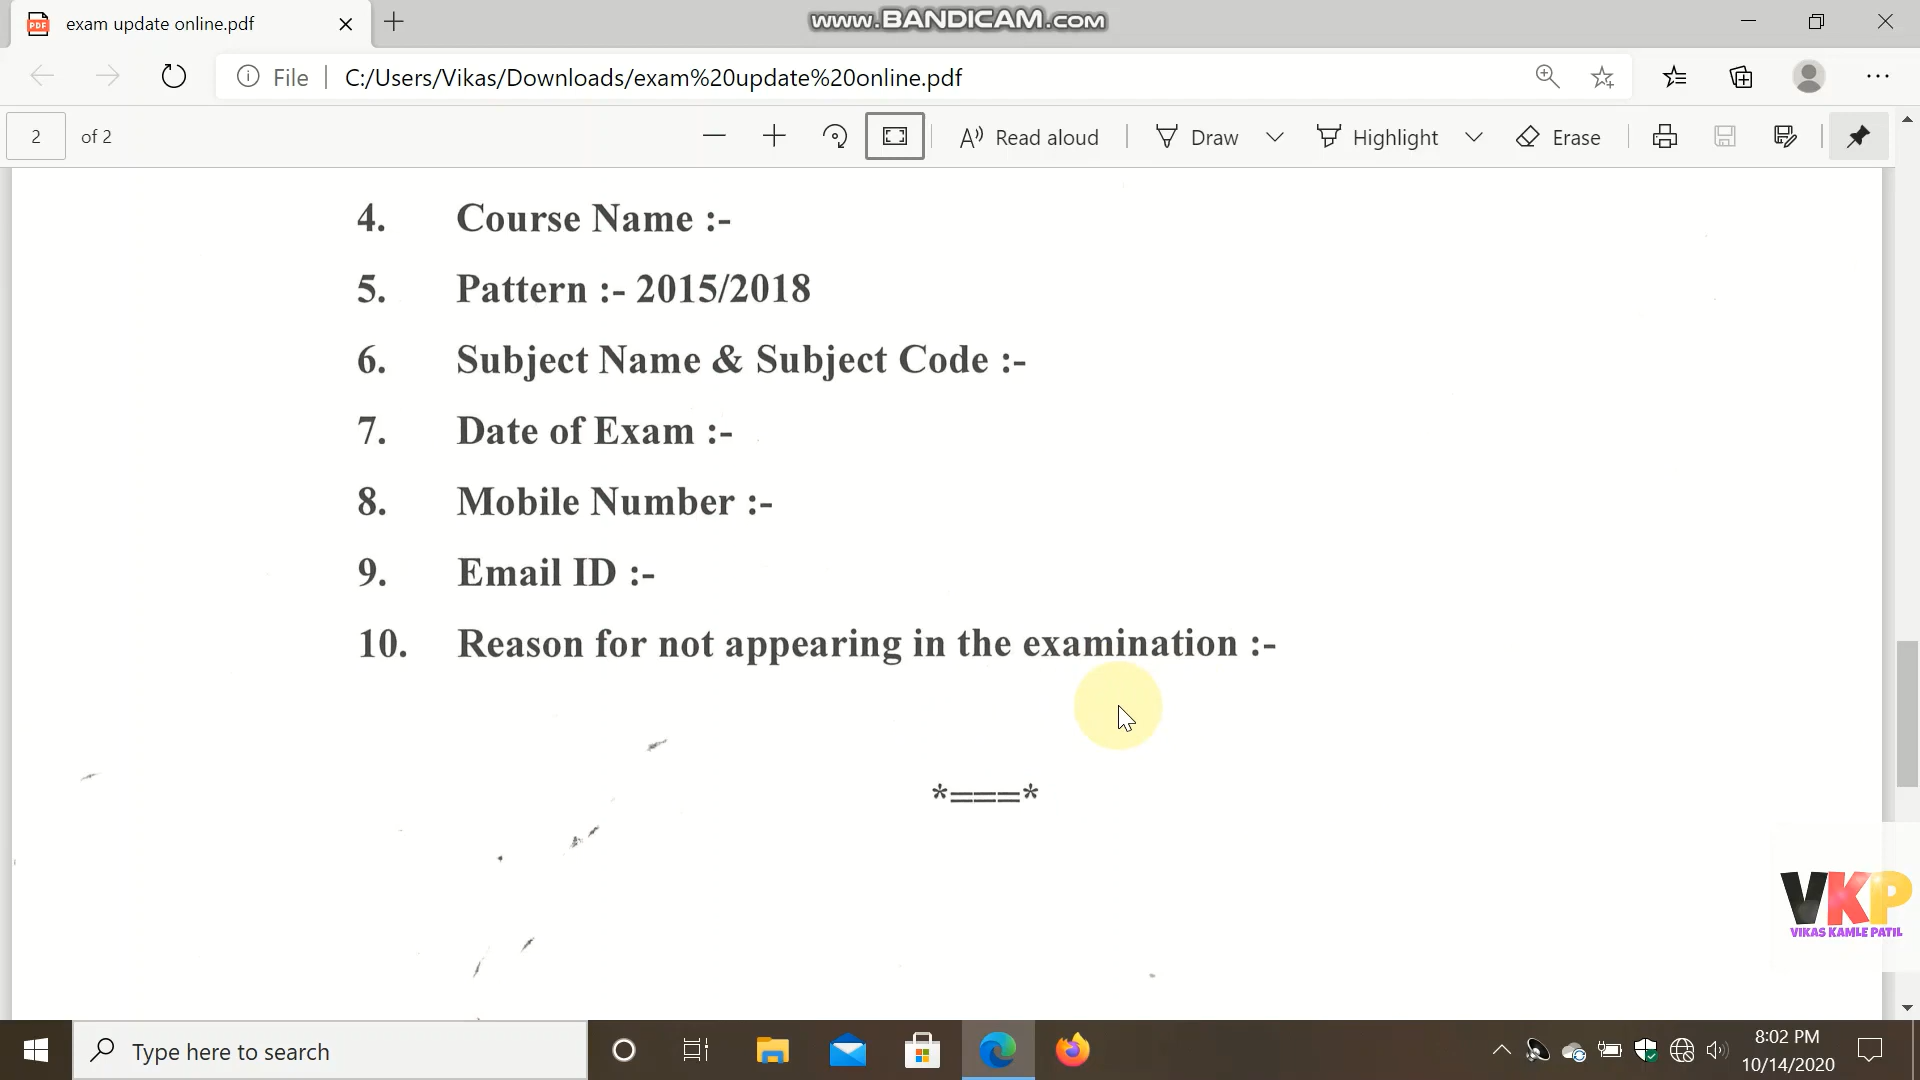 exam update online.pdf
www.BANDICAM.COM
File
C:/Users/Vikas/Downloads/exam%20update%20online.pdf
2 of 2
Read aloud
Draw
Highlight
Erase
4. Course Name :-
5. Pattern :- 2015/2018
6. Subject Name & Subject Code :-
7. Date of Exam :-
8. Mobile Number :-
9. Email ID :-
10. Reason for not appearing in the examination :-
*===*
VKP
VIKAS KAMLE PATIL
Type here to search
8:02 PM
10/14/2020